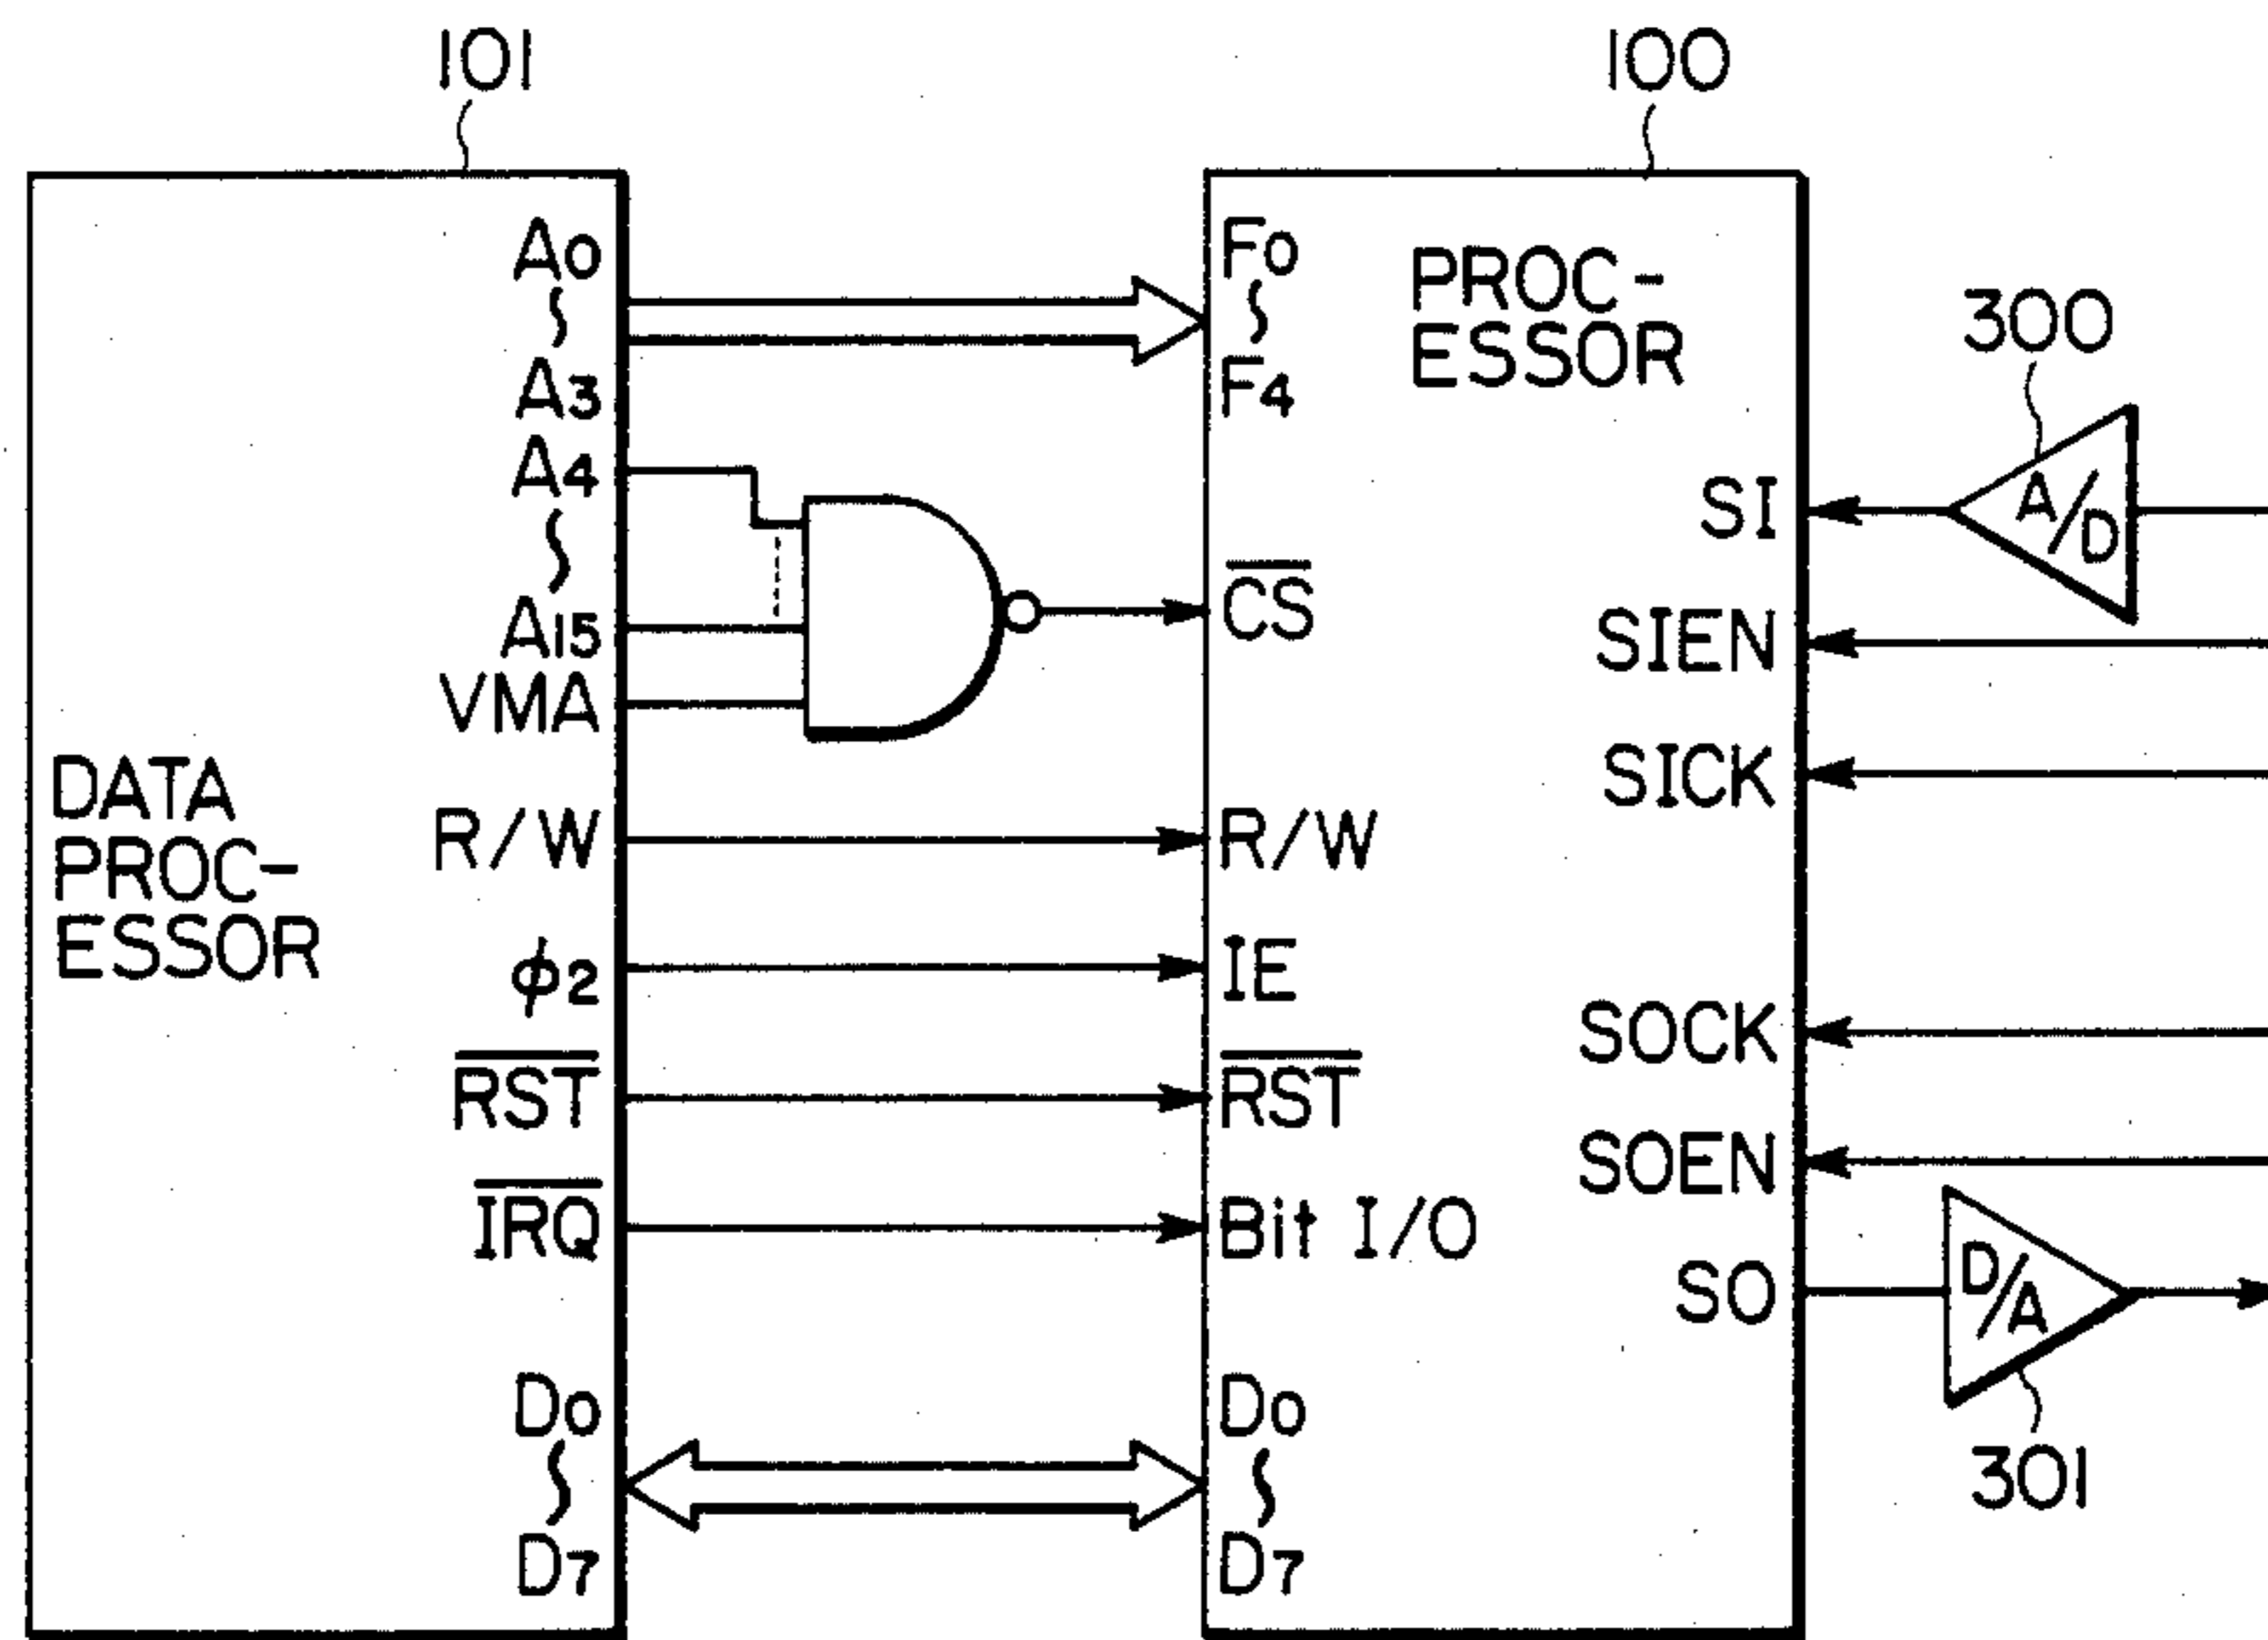 101
100
A0
~
A3
A4
~
A15
VMA
R/W
φ2
RST
IRQ
D0
~
D7
DATA
PROC-
ESSOR
F0
~
F4
CS
R/W
IE
RST
Bit I/O
D0
~
D7
PROC-
ESSOR
SI
SIEN
SICK
SOCK
SOEN
SO
300
A/D
D/A
301